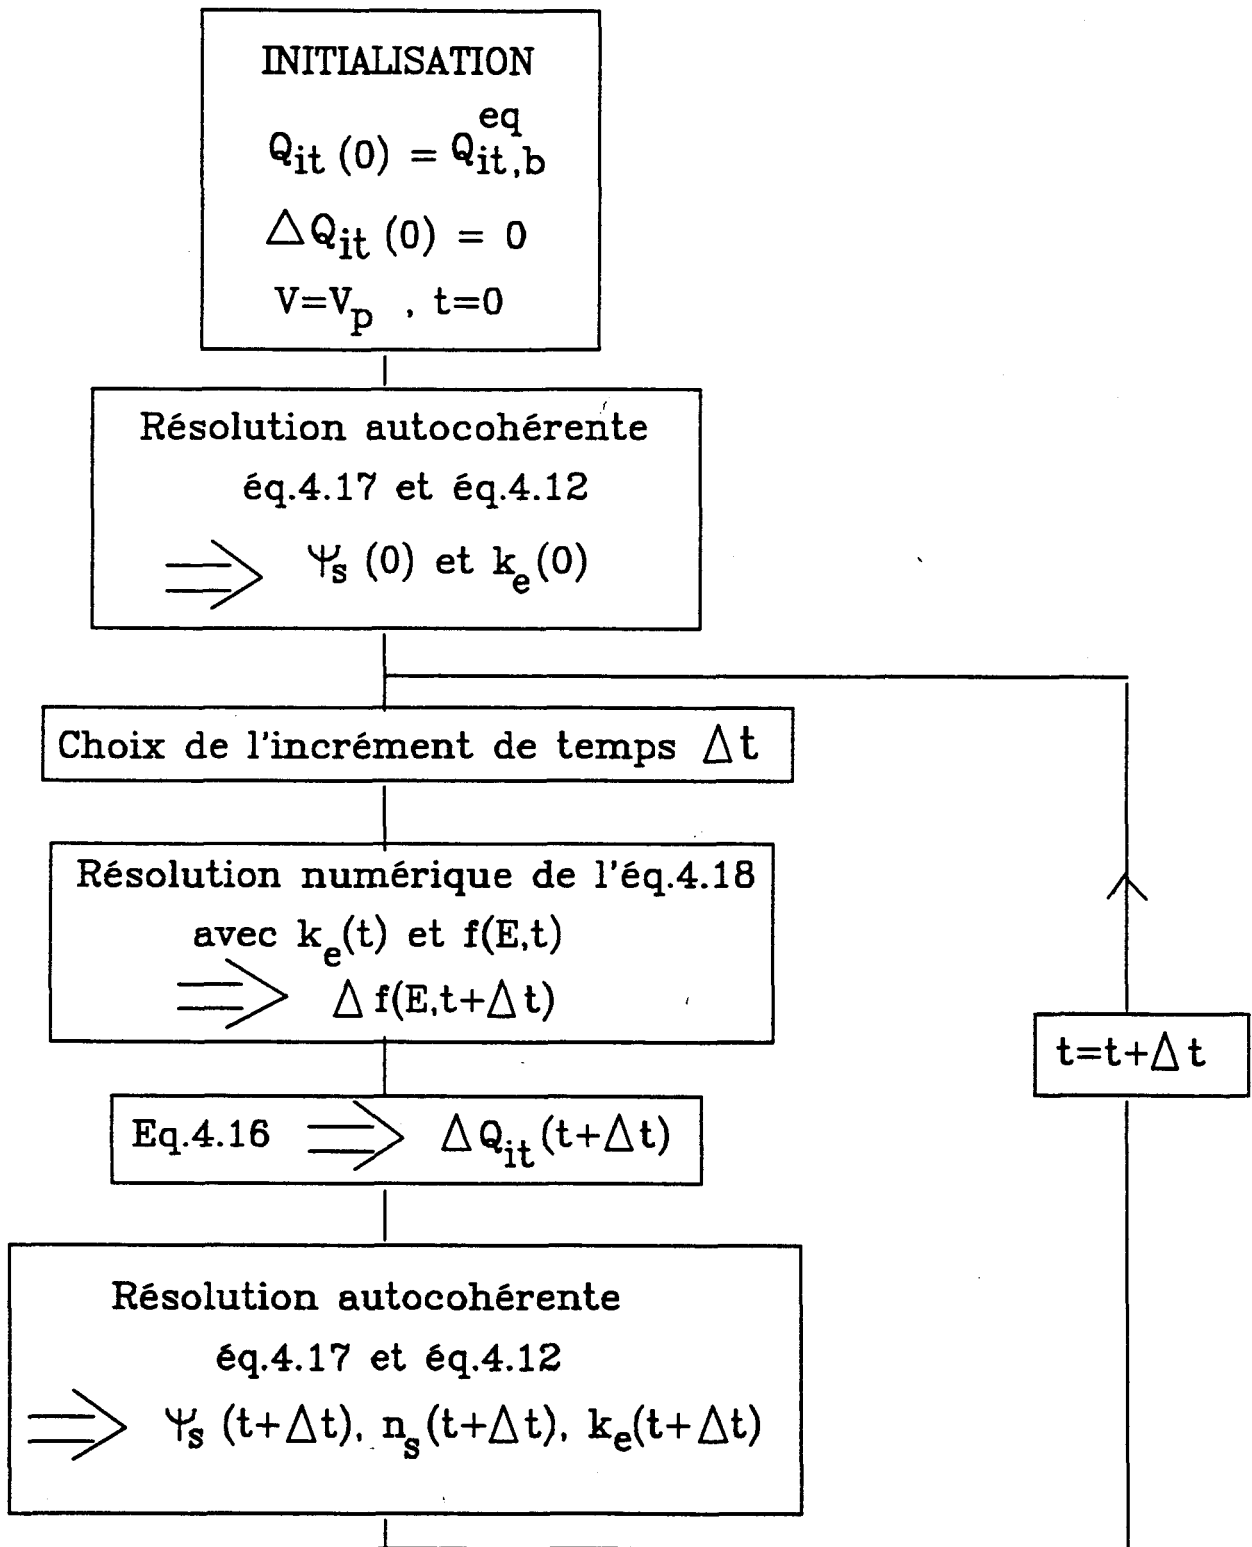 INITIALISATION
Q_it (0) = Q_it,b^eq
ΔQ_it (0) = 0
V=V_p , t=0
Résolution autocohérente
éq.4.17 et éq.4.12
⇒ Ψ_s (0) et k_e(0)
Choix de l'incrément de temps Δt
Résolution numérique de l'éq.4.18
avec k_e(t) et f(E,t)
⇒ Δf(E,t+Δt)
t=t+Δt
Eq.4.16 ⇒ ΔQ_it(t+Δt)
Résolution autocohérente
éq.4.17 et éq.4.12
⇒ Ψ_s (t+Δt), n_s(t+Δt), k_e(t+Δt)